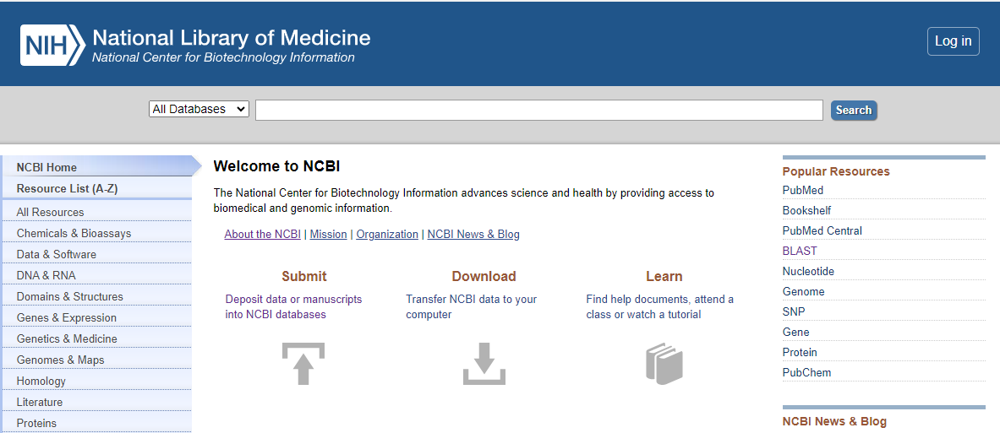 NIH National Library of Medicine
National Center for Biotechnology Information
Log in
All Databases
Search
NCBI Home
Resource List (A-Z)
All Resources
Chemicals & Bioassays
Data & Software
DNA & RNA
Domains & Structures
Genes & Expression
Genetics & Medicine
Genomes & Maps
Homology
Literature
Proteins
Welcome to NCBI
The National Center for Biotechnology Information advances science and health by providing access to
biomedical and genomic information.
About the NCBI | Mission | Organization | NCBI News & Blog
Submit
Deposit data or manuscripts
into NCBI databases
Download
Transfer NCBI data to your
computer
Learn
Find help documents, attend a
class or watch a tutorial
Popular Resources
PubMed
Bookshelf
PubMed Central
BLAST
Nucleotide
Genome
SNP
Gene
Protein
PubChem
NCBI News & Blog